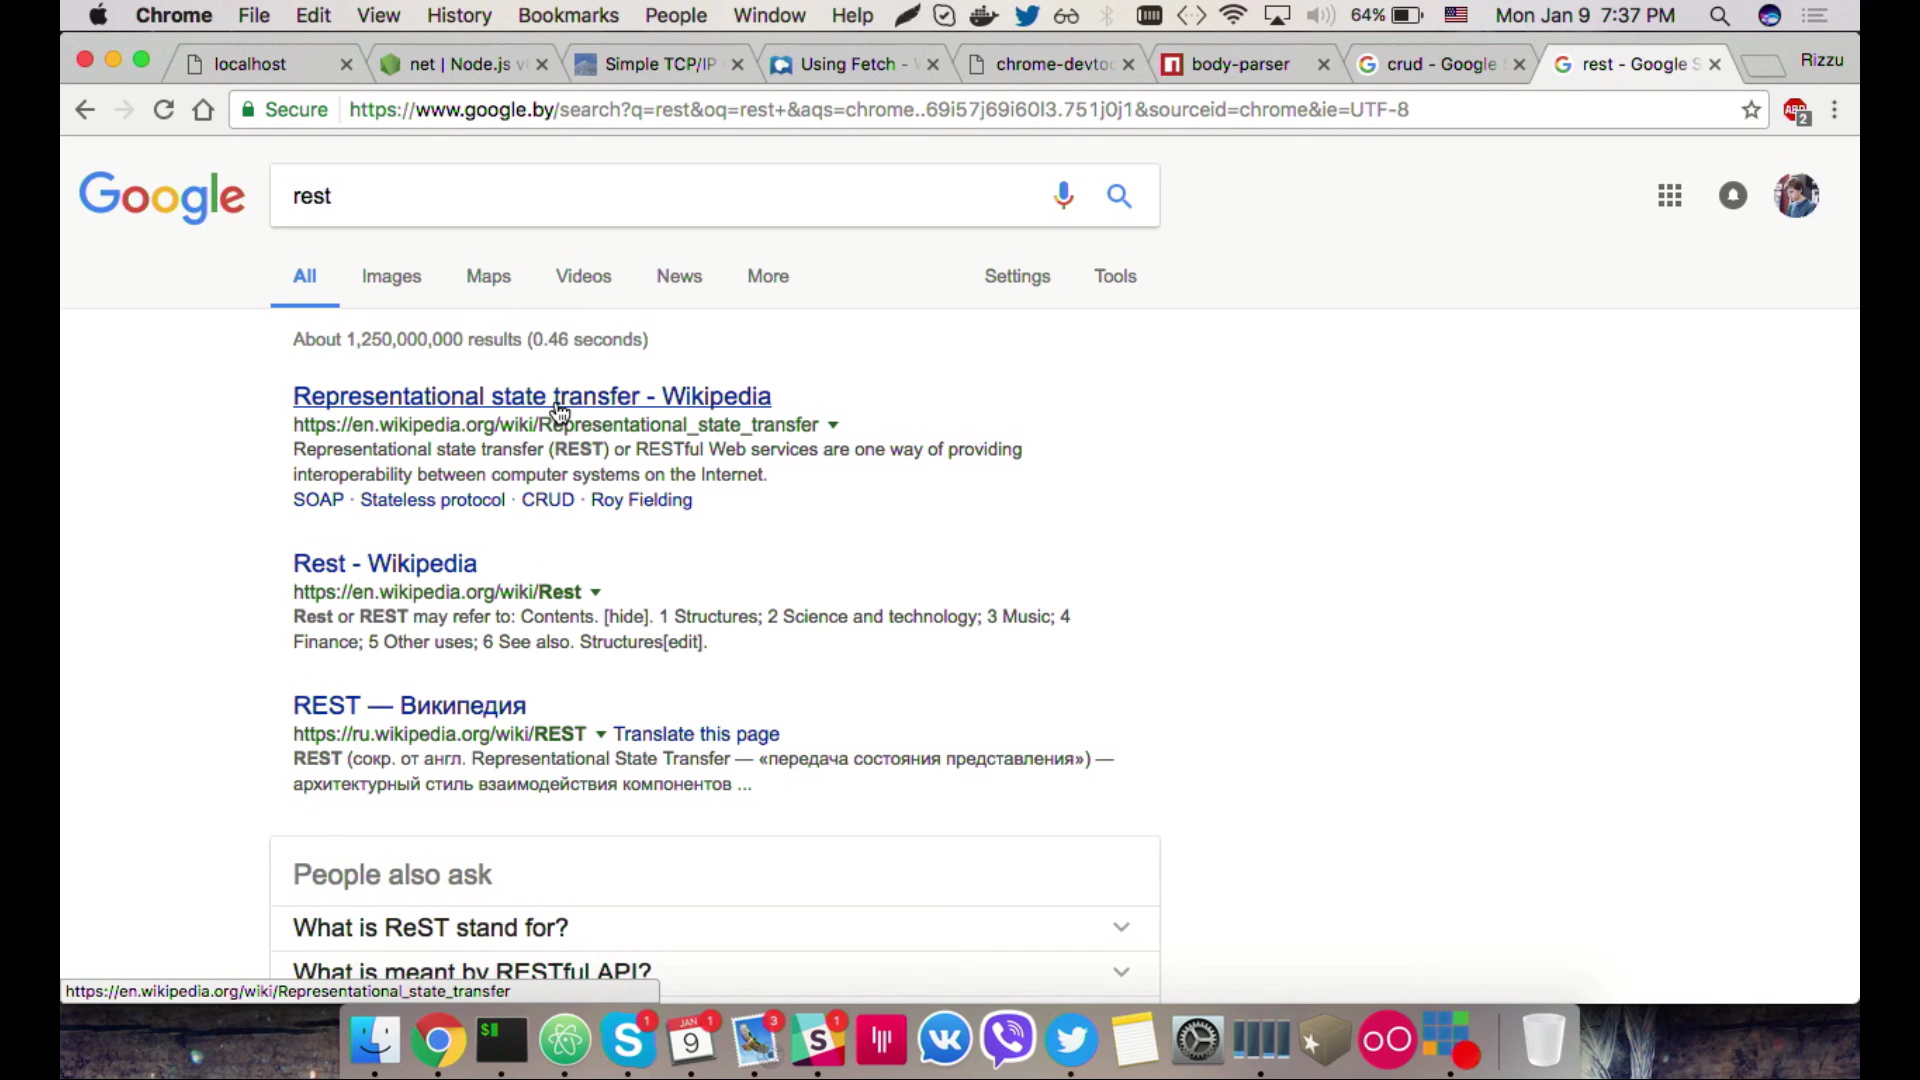 Chrome File Edit View History Bookmarks People Window Help 64% Mon Jan 9 7:37 PM
localhost net | Node.js Simple TCP/IP Using Fetch - chrome-devtoo body-parser crud - Google rest - Google S Rizzu
Secure https://www.google.by/search?q=rest&oq=rest+&aqs=chrome..69i57j69i60l3.751j0j1&sourceid=chrome&ie=UTF-8 ABP 2
Google rest
All Images Maps Videos News More Settings Tools
About 1,250,000,000 results (0.46 seconds)
Representational state transfer - Wikipedia
https://en.wikipedia.org/wiki/Representational_state_transfer
Representational state transfer (REST) or RESTful Web services are one way of providing
interoperability between computer systems on the Internet.
SOAP · Stateless protocol · CRUD · Roy Fielding
Rest - Wikipedia
https://en.wikipedia.org/wiki/Rest
Rest or REST may refer to: Contents. [hide]. 1 Structures; 2 Science and technology; 3 Music; 4
Finance; 5 Other uses; 6 See also. Structures[edit].
REST — Википедия
https://ru.wikipedia.org/wiki/REST Translate this page
REST (сокр. от англ. Representational State Transfer — «передача состояния представления») —
архитектурный стиль взаимодействия компонентов ...
People also ask
What is ReST stand for?
What is meant by RESTful API?
https://en.wikipedia.org/wiki/Representational_state_transfer
$ 1 JAN 9 1 3 1